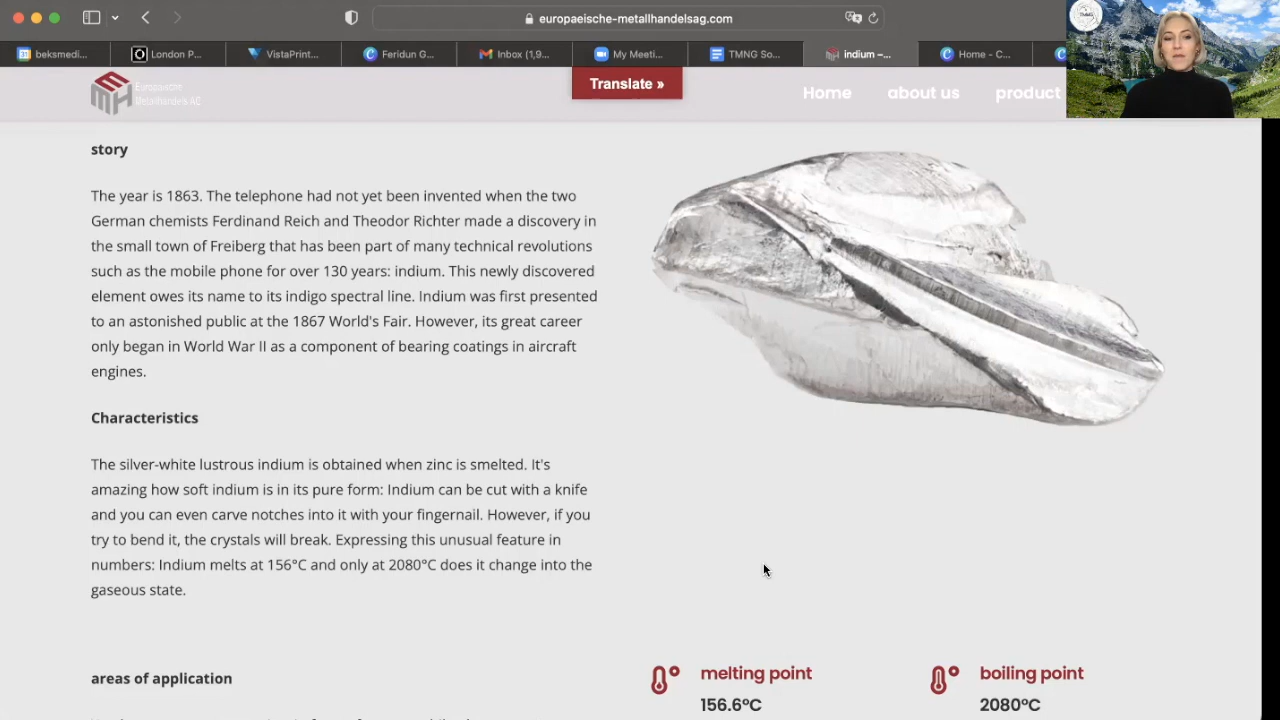 europaeische-metallhandelsag.com
beksmedi...
London P...
VistaPrint...
Feridun G...
Inbox (1,9...
My Meeti...
TMNG So...
indium –...
Home - C...
Europäische
Metallhandels AG
Translate »
Home
about us
product
story
The year is 1863. The telephone had not yet been invented when the two
German chemists Ferdinand Reich and Theodor Richter made a discovery in
the small town of Freiberg that has been part of many technical revolutions
such as the mobile phone for over 130 years: indium. This newly discovered
element owes its name to its indigo spectral line. Indium was first presented
to an astonished public at the 1867 World's Fair. However, its great career
only began in World War II as a component of bearing coatings in aircraft
engines.
Characteristics
The silver-white lustrous indium is obtained when zinc is smelted. It's
amazing how soft indium is in its pure form: Indium can be cut with a knife
and you can even carve notches into it with your fingernail. However, if you
try to bend it, the crystals will break. Expressing this unusual feature in
numbers: Indium melts at 156°C and only at 2080°C does it change into the
gaseous state.
areas of application
melting point
156.6°C
boiling point
2080°C